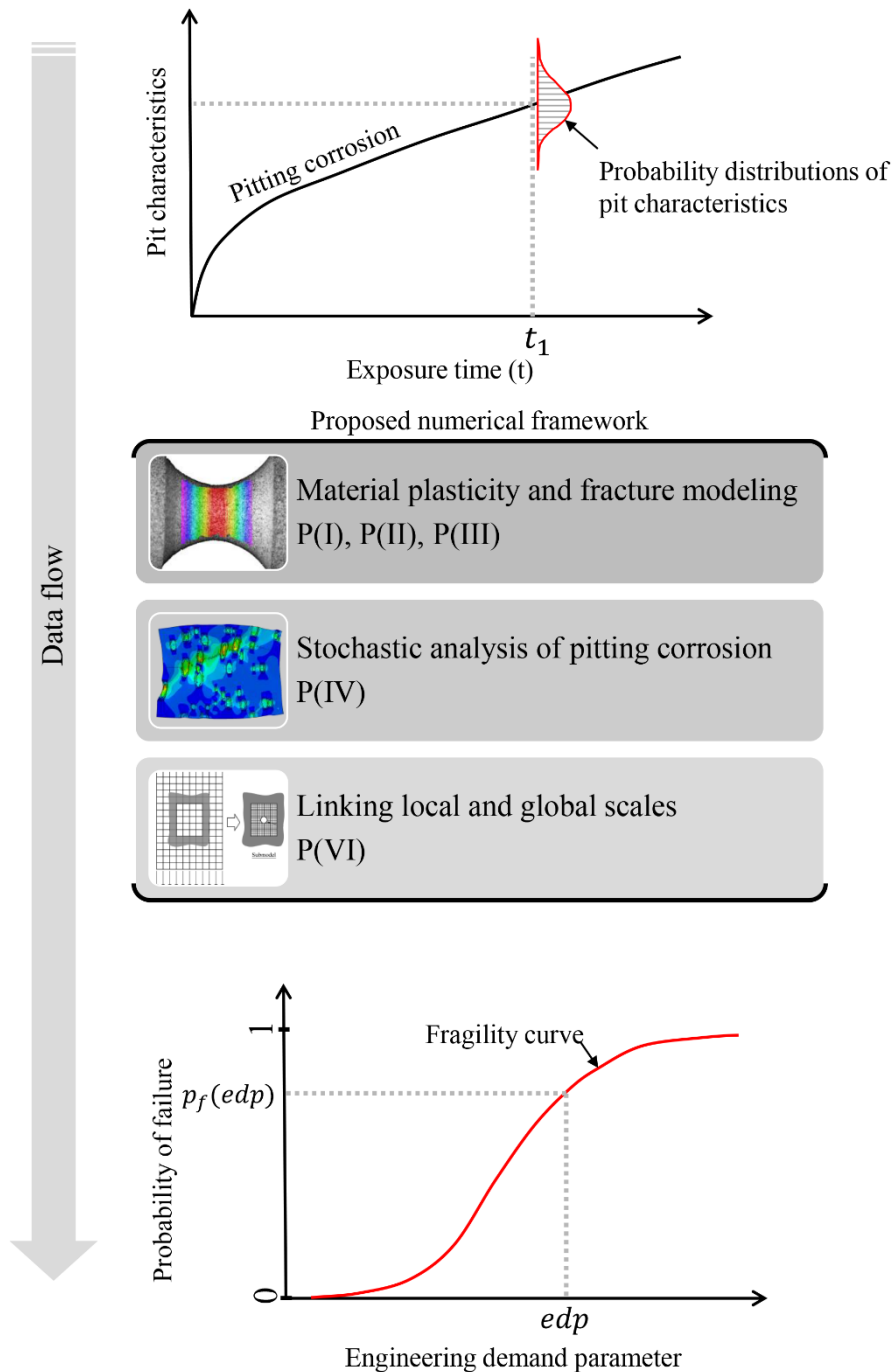 Data flow
Pit characteristics
Pitting corrosion
Probability distributions of
pit characteristics
t₁
Exposure time (t)
Proposed numerical framework
Material plasticity and fracture modeling
P(I), P(II), P(III)
Stochastic analysis of pitting corrosion
P(IV)
Submodel
Linking local and global scales
P(VI)
Probability of failure
1
Fragility curve
p_f(edp)
0
edp
Engineering demand parameter